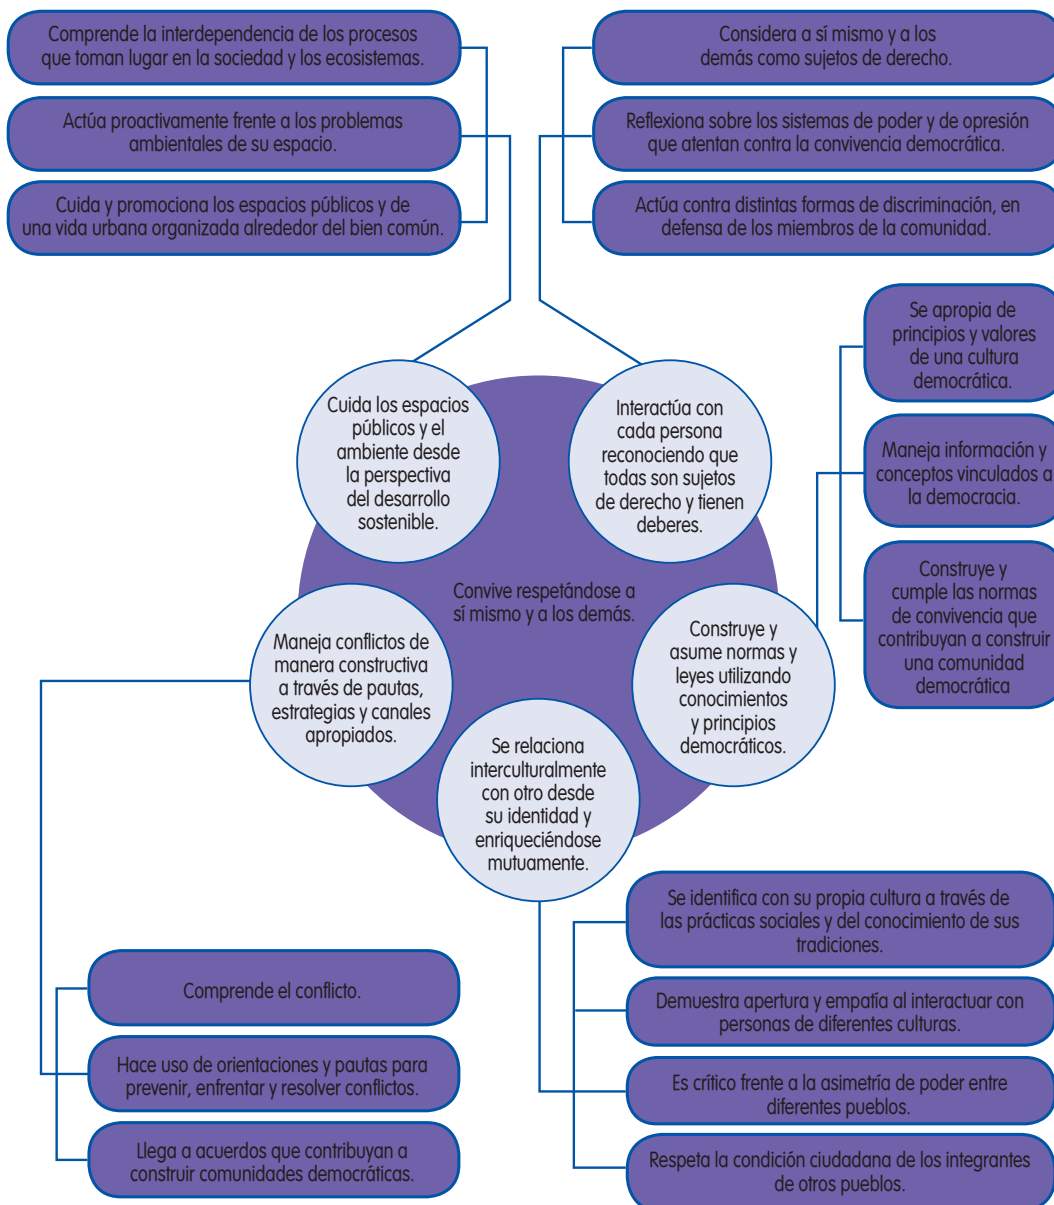 Comprende la interdependencia de los procesos
que toman lugar en la sociedad y los ecosistemas.
Actúa proactivamente frente a los problemas
ambientales de su espacio.
Cuida y promociona los espacios públicos y de
una vida urbana organizada alrededor del bien común.
Considera a sí mismo y a los
demás como sujetos de derecho.
Reflexiona sobre los sistemas de poder y de opresión
que atentan contra la convivencia democrática.
Actúa contra distintas formas de discriminación, en
defensa de los miembros de la comunidad.
Se apropia de
principios y valores
de una cultura
democrática.
Maneja información y
conceptos vinculados a
la democracia.
Construye y
cumple las normas
de convivencia que
contribuyan a construir
una comunidad
democrática
Cuida los espacios
públicos y el
ambiente desde
la perspectiva
del desarrollo
sostenible.
Interactúa con
cada persona
reconociendo que
todas son sujetos
de derecho y tienen
deberes.
Convive respetándose a
sí mismo y a los demás.
Maneja conflictos de
manera constructiva
a través de pautas,
estrategias y canales
apropiados.
Construye y
asume normas y
leyes utilizando
conocimientos
y principios
democráticos.
Se relaciona
interculturalmente
con otro desde
su identidad y
enriqueciéndose
mutuamente.
Comprende el conflicto.
Hace uso de orientaciones y pautas para
prevenir, enfrentar y resolver conflictos.
Llega a acuerdos que contribuyan a
construir comunidades democráticas.
Se identifica con su propia cultura a través de
las prácticas sociales y del conocimiento de sus
tradiciones.
Demuestra apertura y empatía al interactuar con
personas de diferentes culturas.
Es crítico frente a la asimetría de poder entre
diferentes pueblos.
Respeta la condición ciudadana de los integrantes
de otros pueblos.